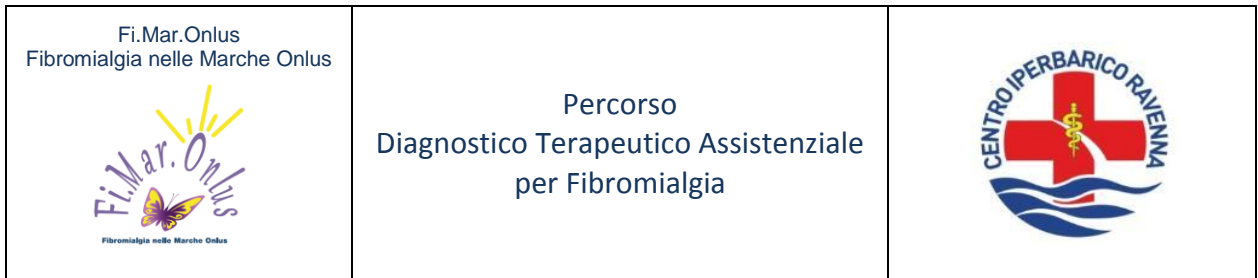 Fi.Mar.Onlus
Fibromialgia nelle Marche Onlus
Fi.Mar.Onlus
Fibromialgia nelle Marche Onlus
Percorso
Diagnostico Terapeutico Assistenziale
per Fibromialgia
CENTRO IPERBARICO RAVENNA